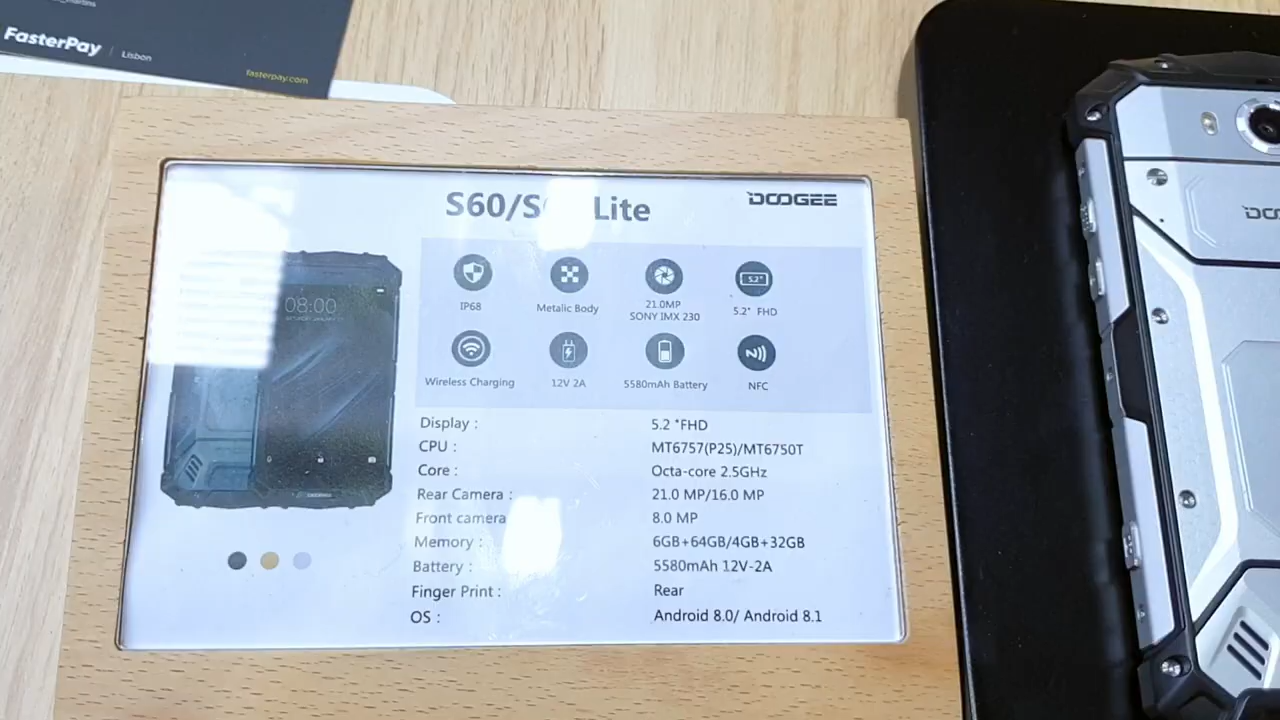 FasterPay | Lisbon
fasterpay.com
S60/S Lite
DOOGEE
08:00
IP68
Metalic Body
21.0MP
SONY IMX 230
5.2"
5.2" FHD
Wireless Charging
12V 2A
5580mAh Battery
NFC
Display : 5.2 "FHD
CPU : MT6757(P25)/MT6750T
Core : Octa-core 2.5GHz
Rear Camera : 21.0 MP/16.0 MP
Front camera 8.0 MP
Memory : 6GB+64GB/4GB+32GB
Battery : 5580mAh 12V-2A
Finger Print : Rear
OS : Android 8.0/ Android 8.1